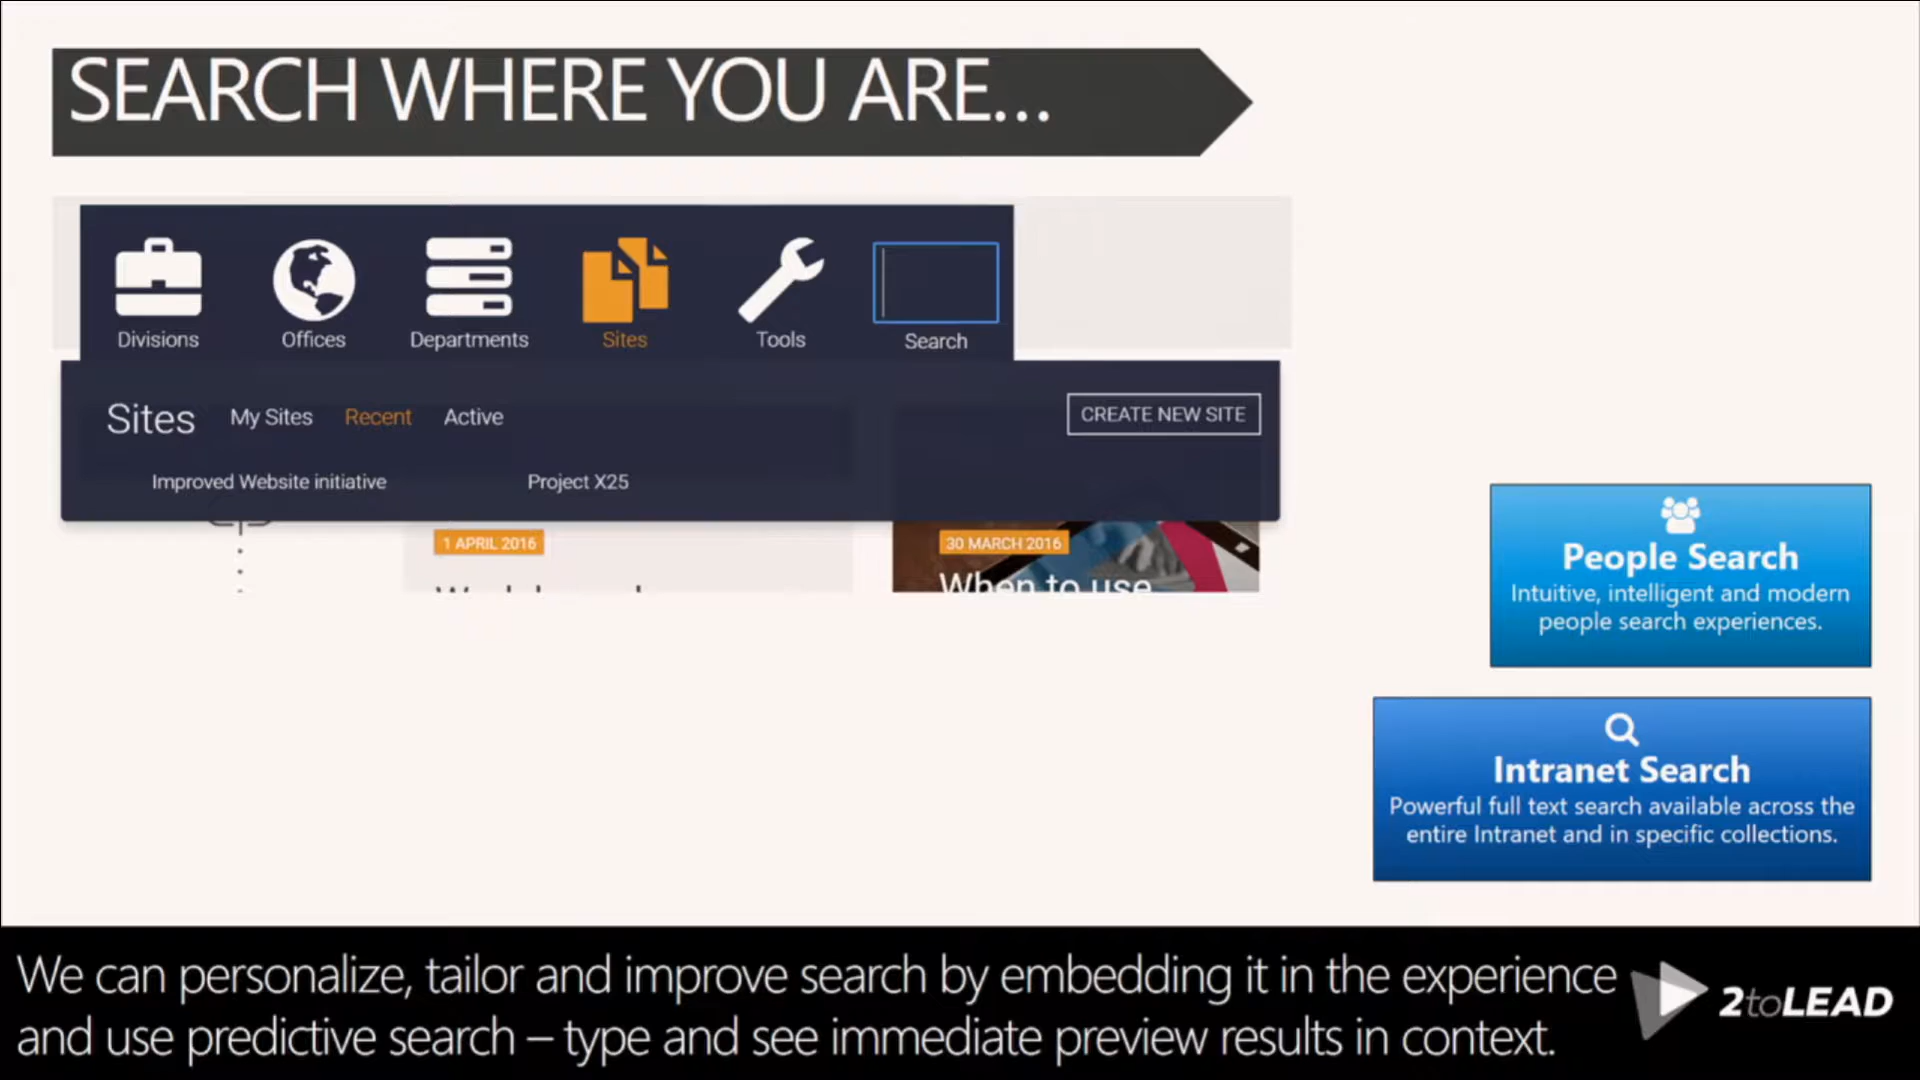 SEARCH WHERE YOU ARE...
Divisions
Offices
Departments
Sites
Tools
Search
Sites
My Sites
Recent
Active
CREATE NEW SITE
Improved Website initiative
Project X25
1 APRIL 2016
30 MARCH 2016
When to use
People Search
Intuitive, intelligent and modern
people search experiences.
Intranet Search
Powerful full text search available across the
entire Intranet and in specific collections.
We can personalize, tailor and improve search by embedding it in the experience
and use predictive search – type and see immediate preview results in context.
2toLEAD